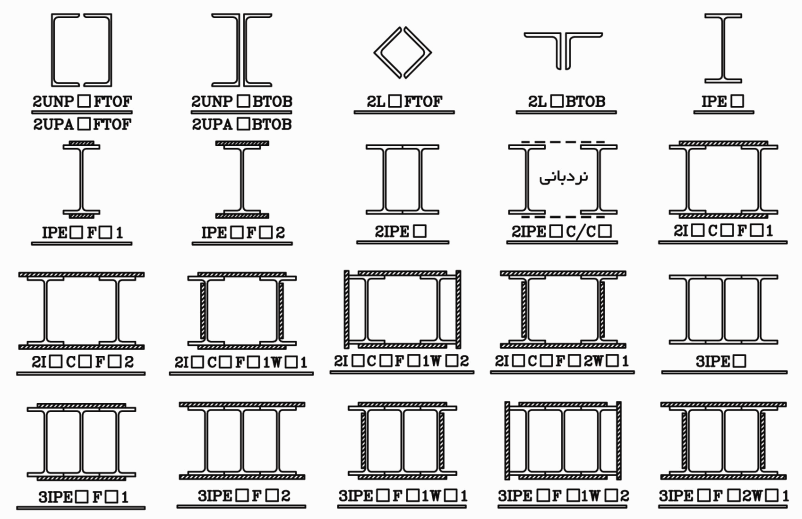 2UNP □ FTOF
2UPA □ FTOF
2UNP □ BTOB
2UPA □ BTOB
2L □ FTOF
2L □ BTOB
IPE □
IPE □ F □ 1
IPE □ F □ 2
2IPE □
نردبانی
2IPE □ C/C □
2I □ C □ F □ 1
2I □ C □ F □ 2
2I □ C □ F □ 1W □ 1
2I □ C □ F □ 1W □ 2
2I □ C □ F □ 2W □ 1
3IPE □
3IPE □ F □ 1
3IPE □ F □ 2
3IPE □ F □ 1W □ 1
3IPE □ F □ 1W □ 2
3IPE □ F □ 2W □ 1